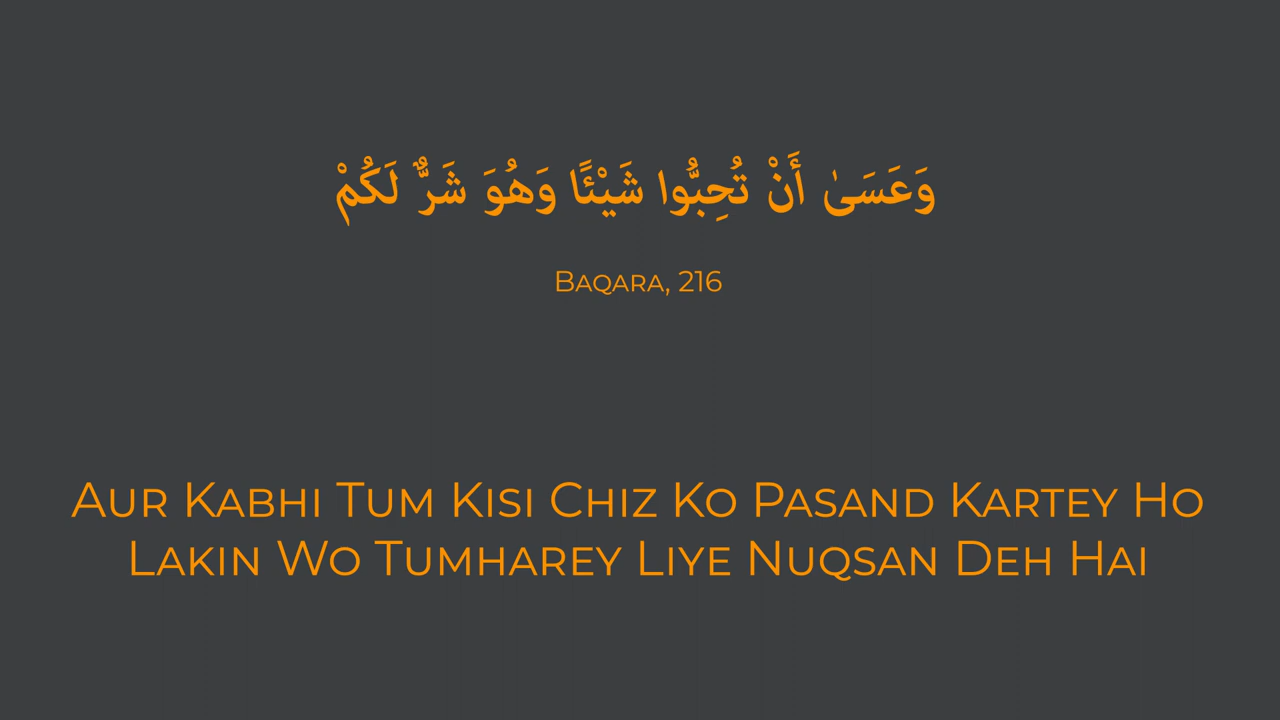 وَعَسَىٰ أَنْ تُحِبُّوا شَيْئًا وَهُوَ شَرٌّ لَكُمْ
Baqara, 216
Aur Kabhi Tum Kisi Chiz Ko Pasand Kartey Ho
Lakin Wo Tumharey Liye Nuqsan Deh Hai